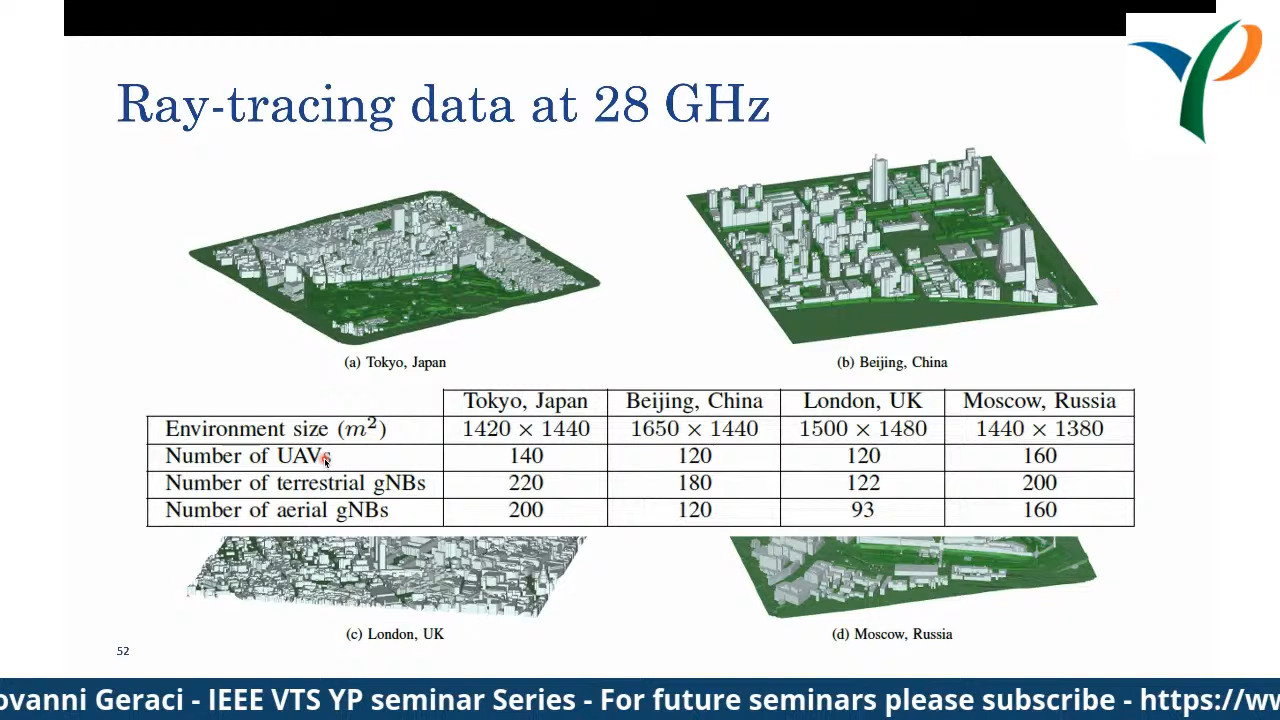 Ray-tracing data at 28 GHz
(a) Tokyo, Japan
(b) Beijing, China
Tokyo, Japan Beijing, China London, UK Moscow, Russia
Environment size (m²) 1420 × 1440 1650 × 1440 1500 × 1480 1440 × 1380
Number of UAVs 140 120 120 160
Number of terrestrial gNBs 220 180 122 200
Number of aerial gNBs 200 120 93 160
(c) London, UK
(d) Moscow, Russia
52
ovanni Geraci - IEEE VTS YP seminar Series - For future seminars please subscribe - https://ww